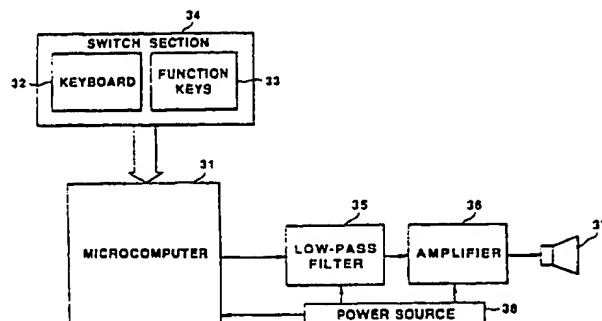 34
SWITCH SECTION
32
KEYBOARD
FUNCTION
KEYS
33
31
MICROCOMPUTER
35
LOW-PASS
FILTER
36
AMPLIFIER
POWER SOURCE
38